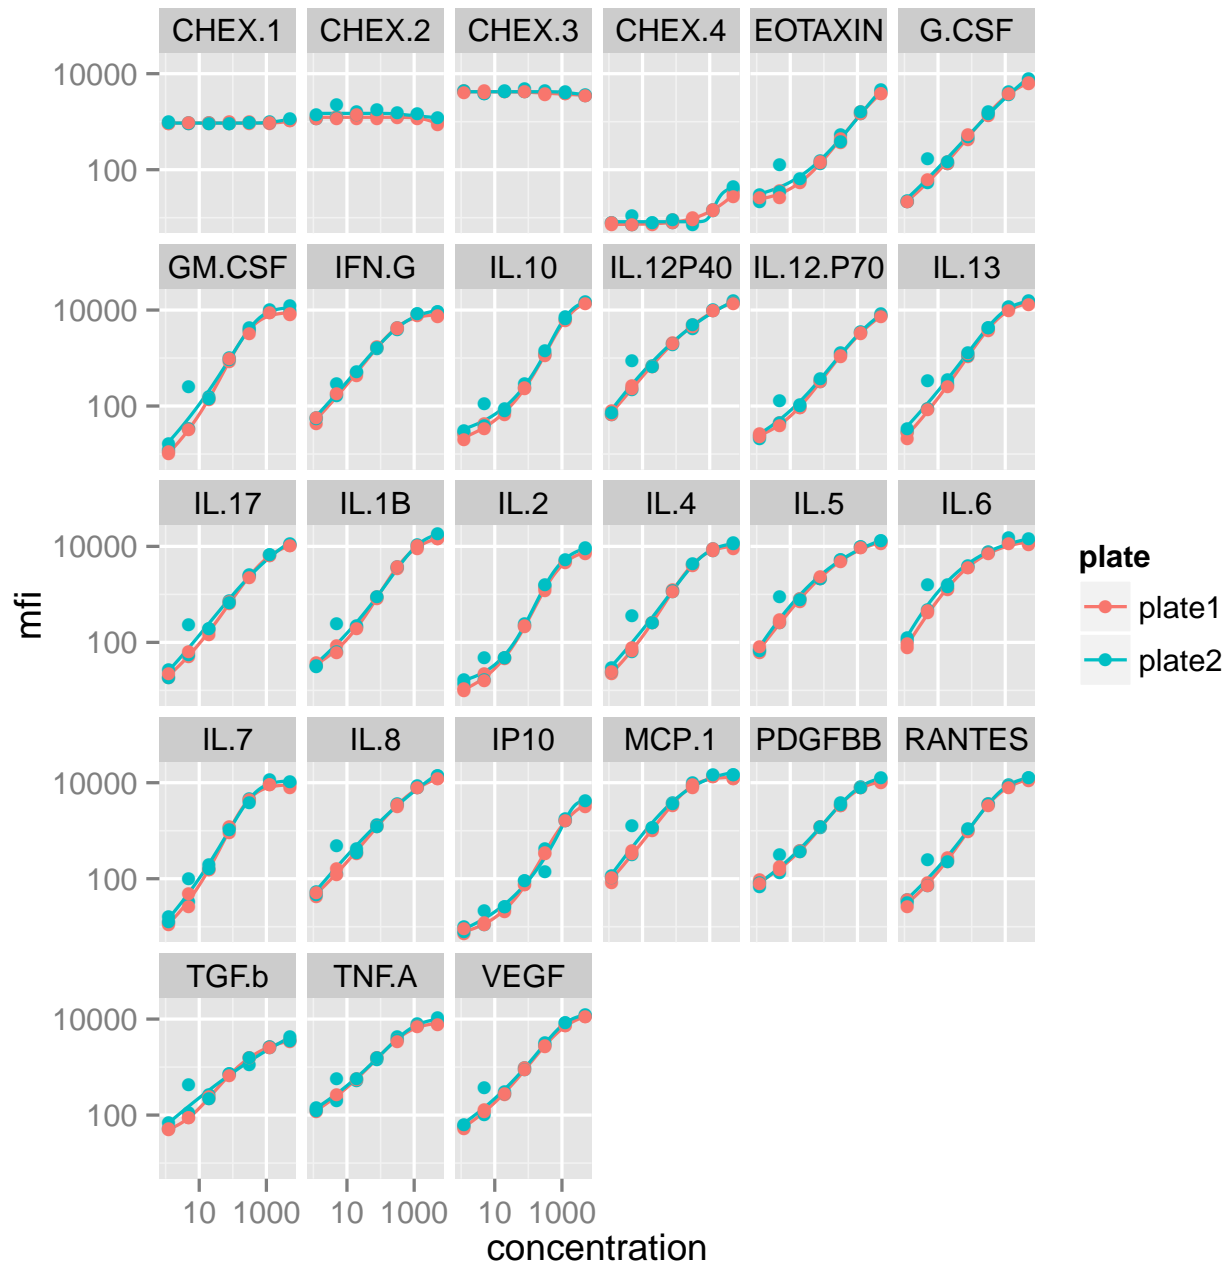 CHEX.1 CHEX.2 CHEX.3 CHEX.4 EOTAXIN G.CSF
10000
100
GM.CSF IFN.G IL.10 IL.12P40 IL.12.P70 IL.13
10000
100
IL.17 IL.1B IL.2 IL.4 IL.5 IL.6
10000
100
mfi
plate
plate1
plate2
IL.7 IL.8 IP10 MCP.1 PDGFBB RANTES
10000
100
TGF.b TNF.A VEGF
10000
100
10 1000 10 1000 10 1000
concentration